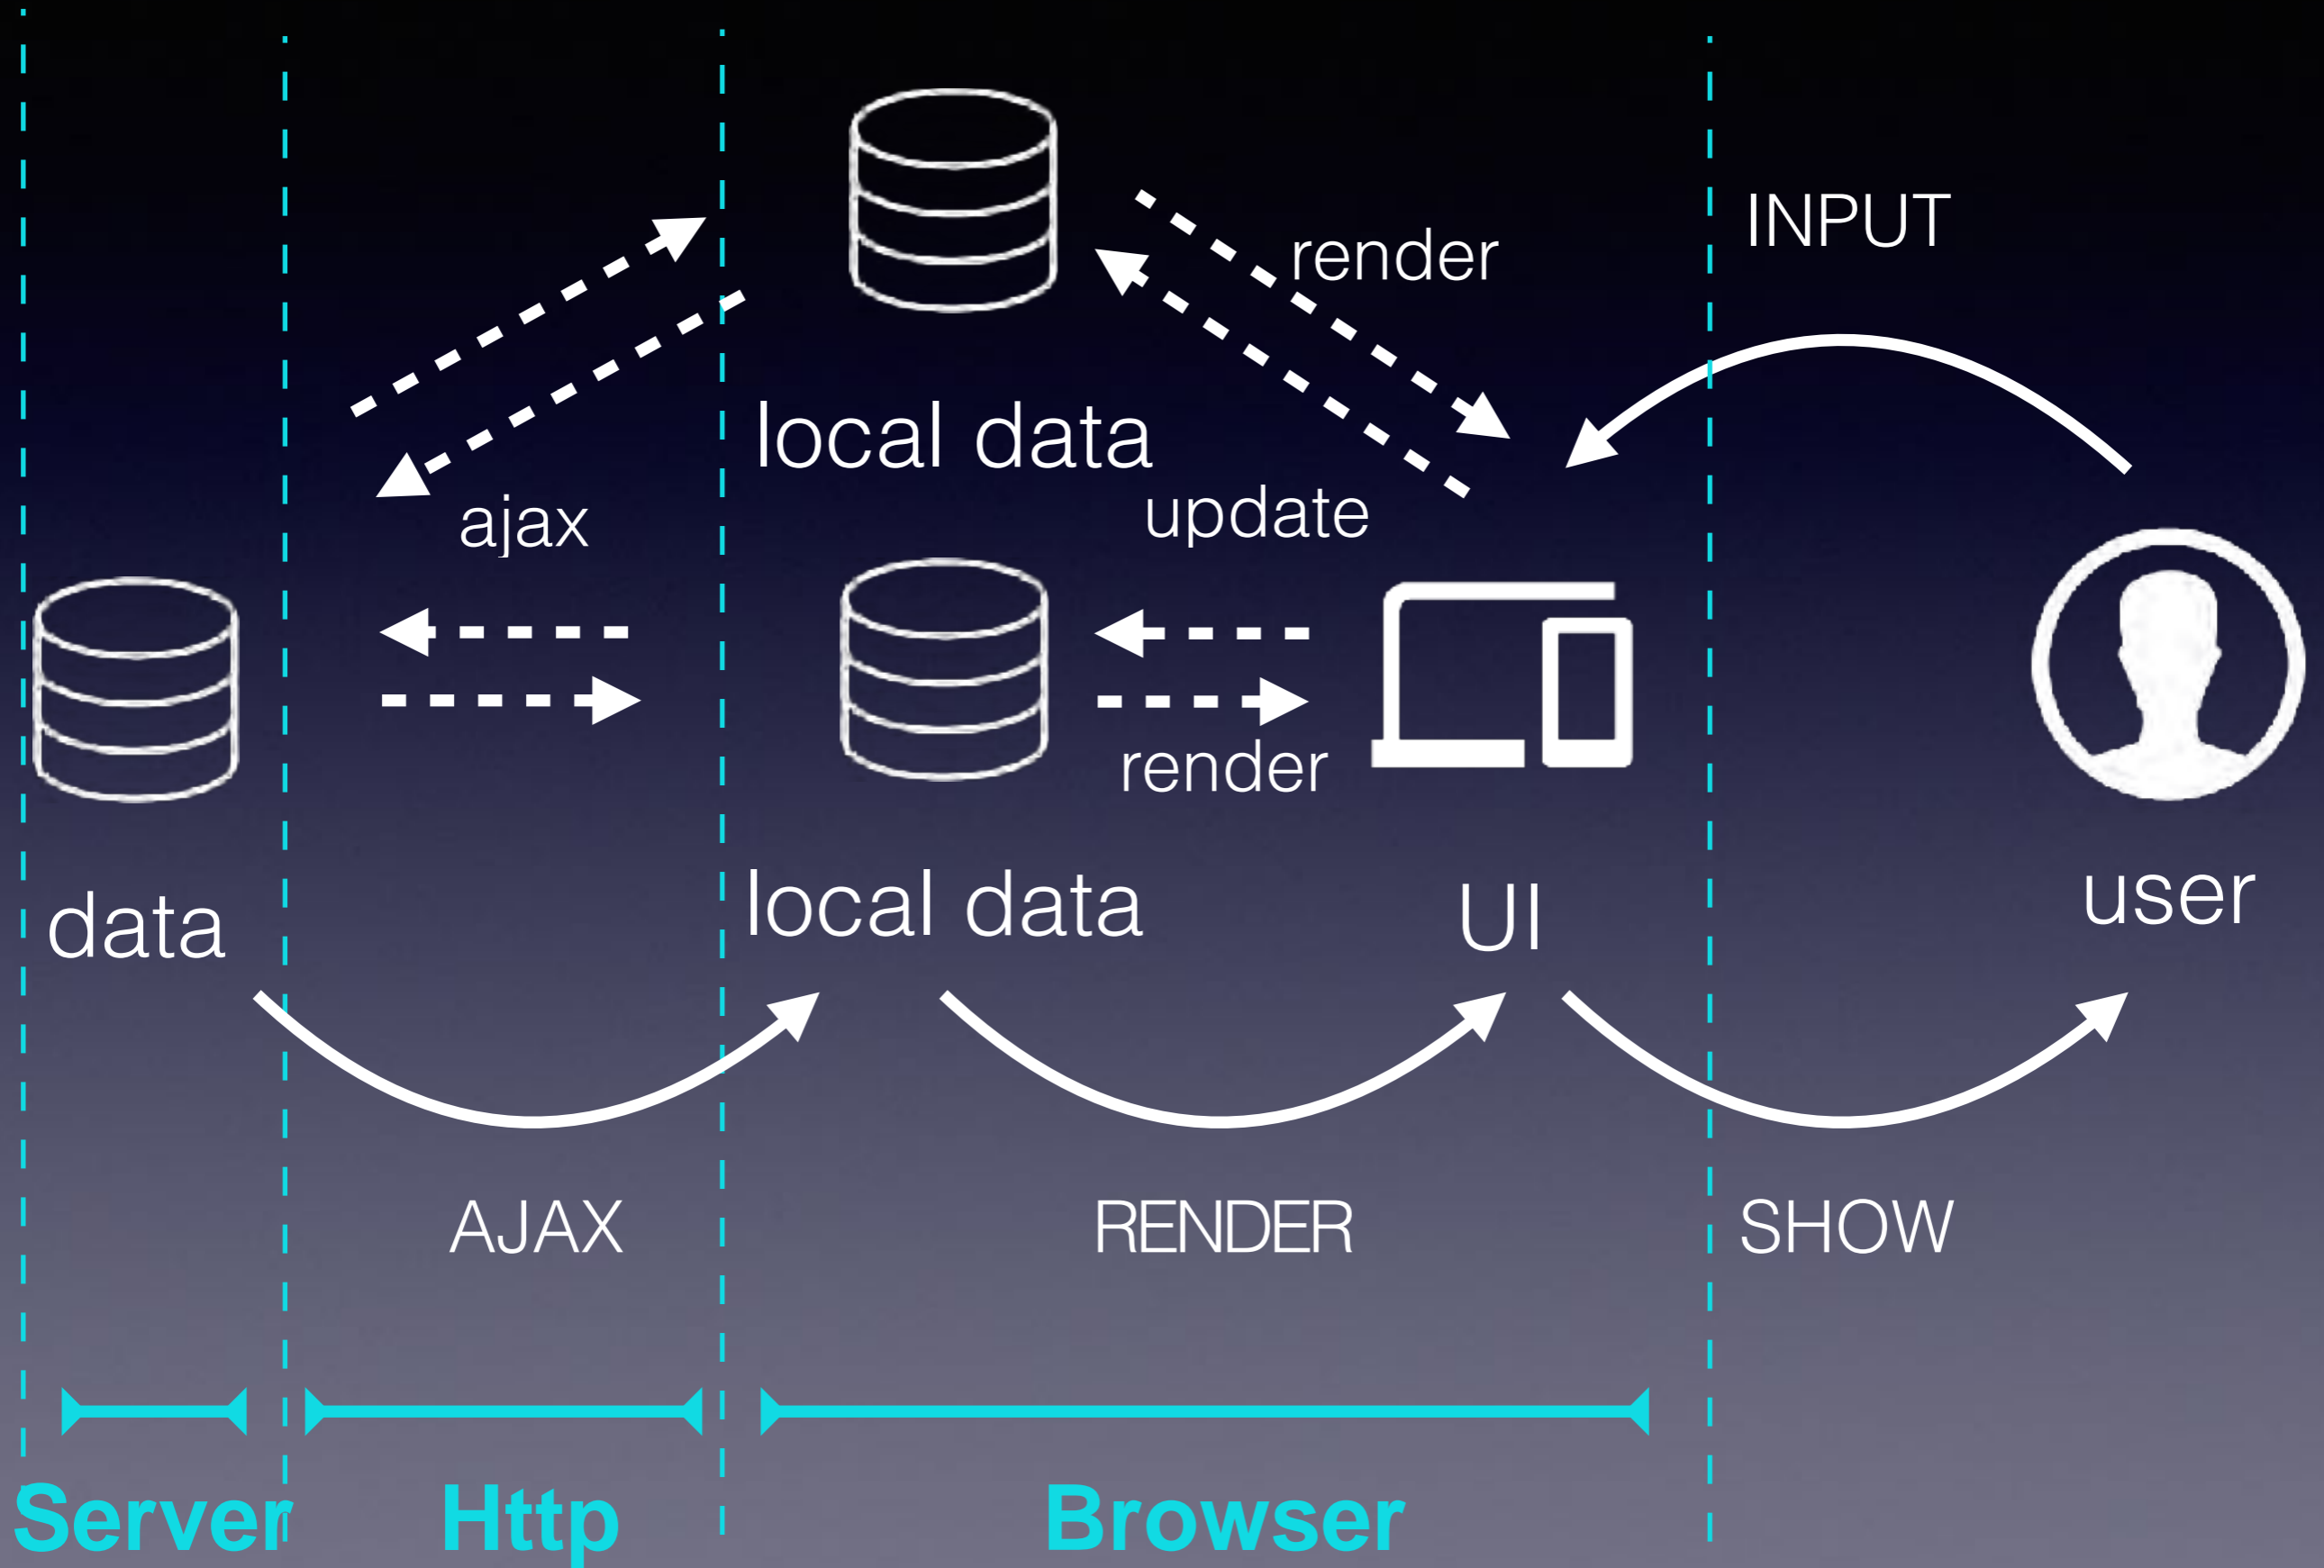 INPUT
render
local data
ajax
update
render
data
local data
UI
user
AJAX
RENDER
SHOW
Server
Http
Browser